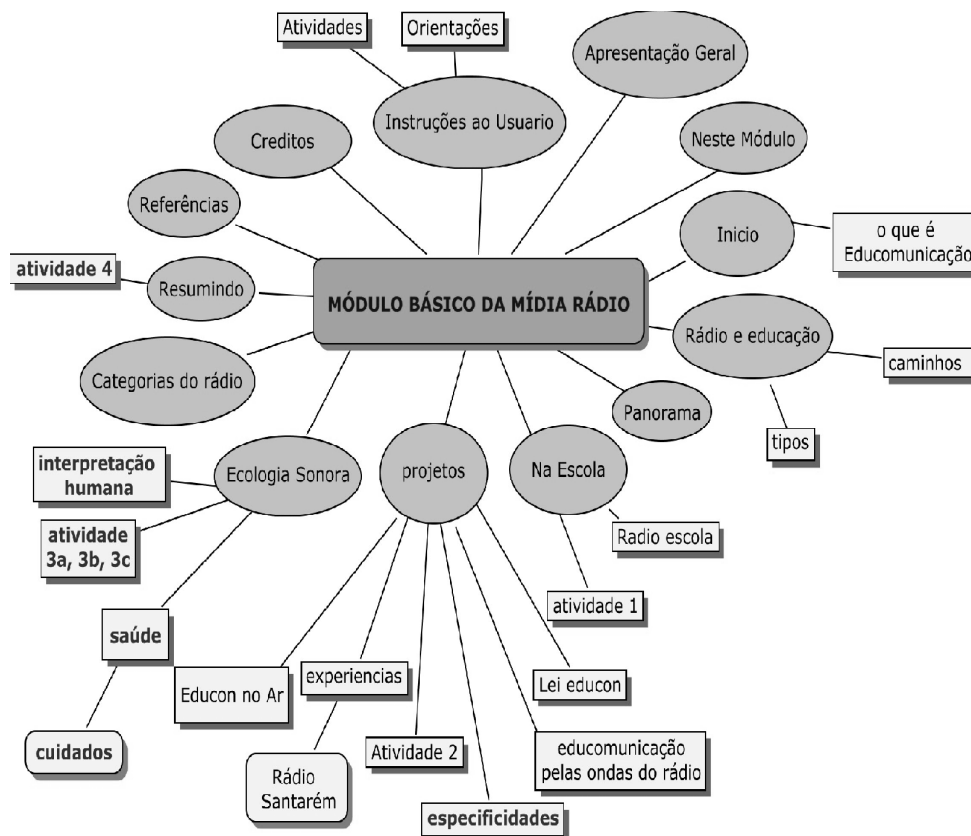 Atividades
Orientações
Apresentação Geral
Instruções ao Usuario
Creditos
Neste Módulo
Referências
Inicio
o que é
Educomunicação
atividade 4
Resumindo
MÓDULO BÁSICO DA MÍDIA RÁDIO
Rádio e educação
caminhos
Categorias do rádio
Panorama
tipos
interpretação
humana
Ecologia Sonora
projetos
Na Escola
atividade
3a, 3b, 3c
Radio escola
atividade 1
saúde
Educon no Ar
experiencias
Lei educon
cuidados
Rádio
Santarém
Atividade 2
educomunicação
pelas ondas do rádio
especificidades